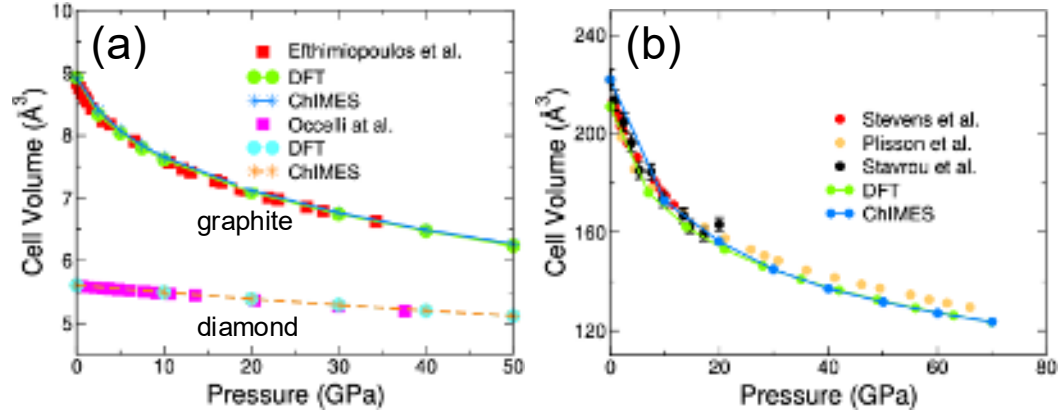 (a)
10
9
8
7
6
5
Cell Volume (Å³)
Efthimiopoulos et al.
DFT
ChIMES
Occelli at al.
DFT
ChIMES
graphite
diamond
0 10 20 30 40 50
Pressure (GPa)
(b)
240
200
160
120
Cell Volume (Å³)
Stevens et al.
Plisson et al.
Stavrou et al.
DFT
ChIMES
0 20 40 60 80
Pressure (GPa)